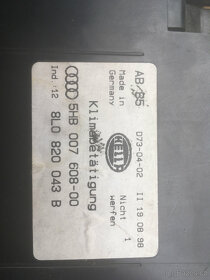 AB/85
Made in
Germany
HELLA
D73-04-02 II 19 08 98
Nicht / 1
werfen
Klimabetätigung
5HB 007 608-00
Ind.:12 8L0 820 043 B